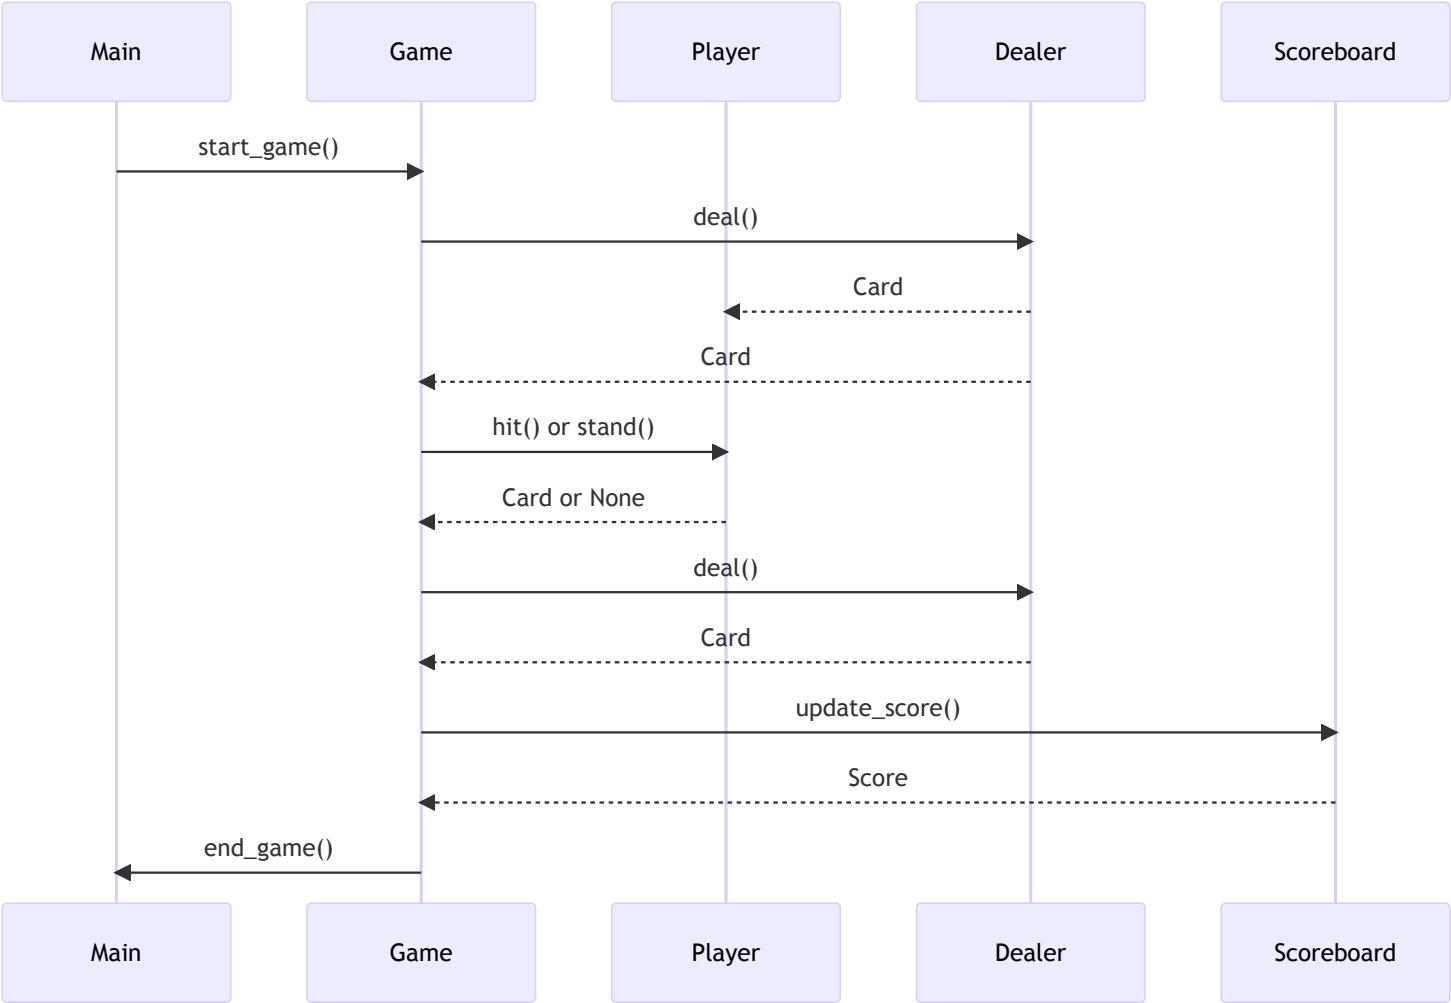 Main
Game
Player
Dealer
Scoreboard
start_game()
deal()
Card
Card
hit() or stand()
Card or None
deal()
Card
update_score()
Score
end_game()
Main
Game
Player
Dealer
Scoreboard